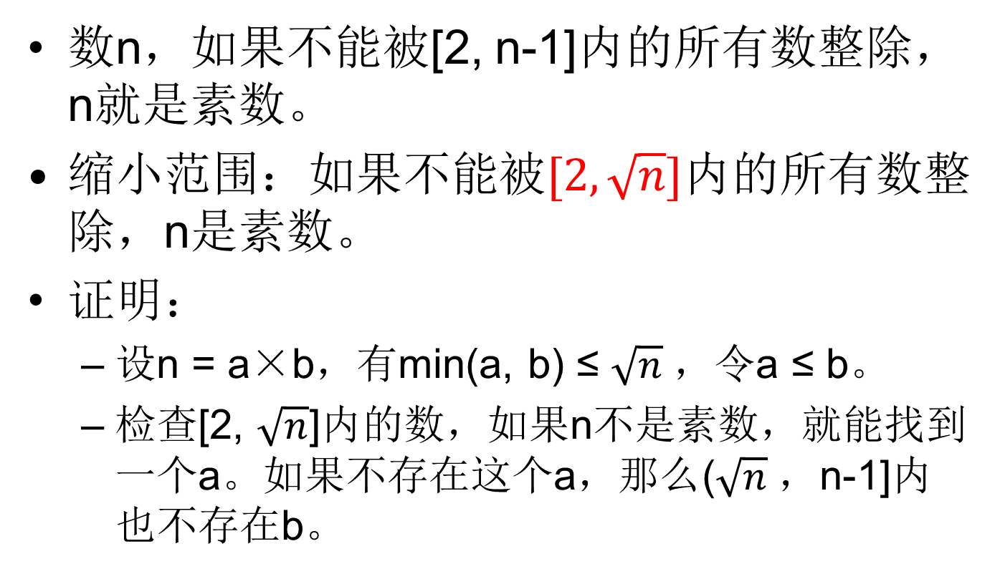 • 数n，如果不能被[2, n-1]内的所有数整除，
n就是素数。
• 缩小范围：如果不能被[2, √n]内的所有数整
除，n是素数。
• 证明：
– 设n = a×b，有min(a, b) ≤ √n ，令a ≤ b。
– 检查[2, √n]内的数，如果n不是素数，就能找到
一个a。如果不存在这个a，那么(√n ，n-1]内
也不存在b。